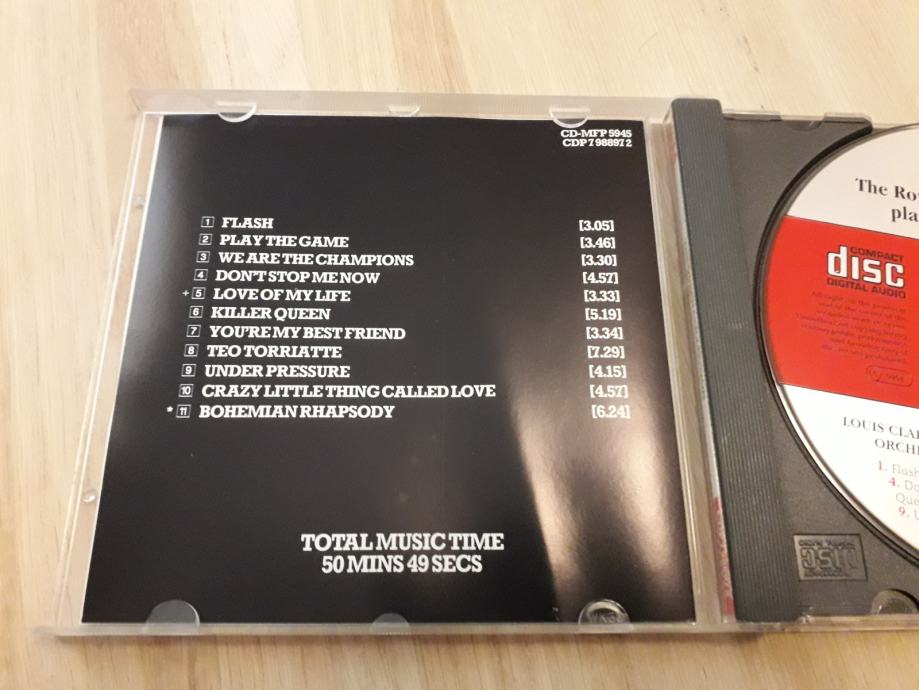 CD-MFP 5945
CDP 7 98897 2
1 FLASH [3.05]
2 PLAY THE GAME [3.46]
3 WE ARE THE CHAMPIONS [3.30]
4 DON'T STOP ME NOW [4.57]
+ 5 LOVE OF MY LIFE [3.33]
6 KILLER QUEEN [5.19]
7 YOU'RE MY BEST FRIEND [3.34]
8 TEO TORRIATTE [7.29]
9 UNDER PRESSURE [4.15]
10 CRAZY LITTLE THING CALLED LOVE [4.57]
* 11 BOHEMIAN RHAPSODY [6.24]
TOTAL MUSIC TIME
50 MINS 49 SECS
The Ro
pla
COMPACT
disc
DIGITAL AUDIO
LOUIS CLA
ORCH
1. Flash
4. Do
Que
9. U